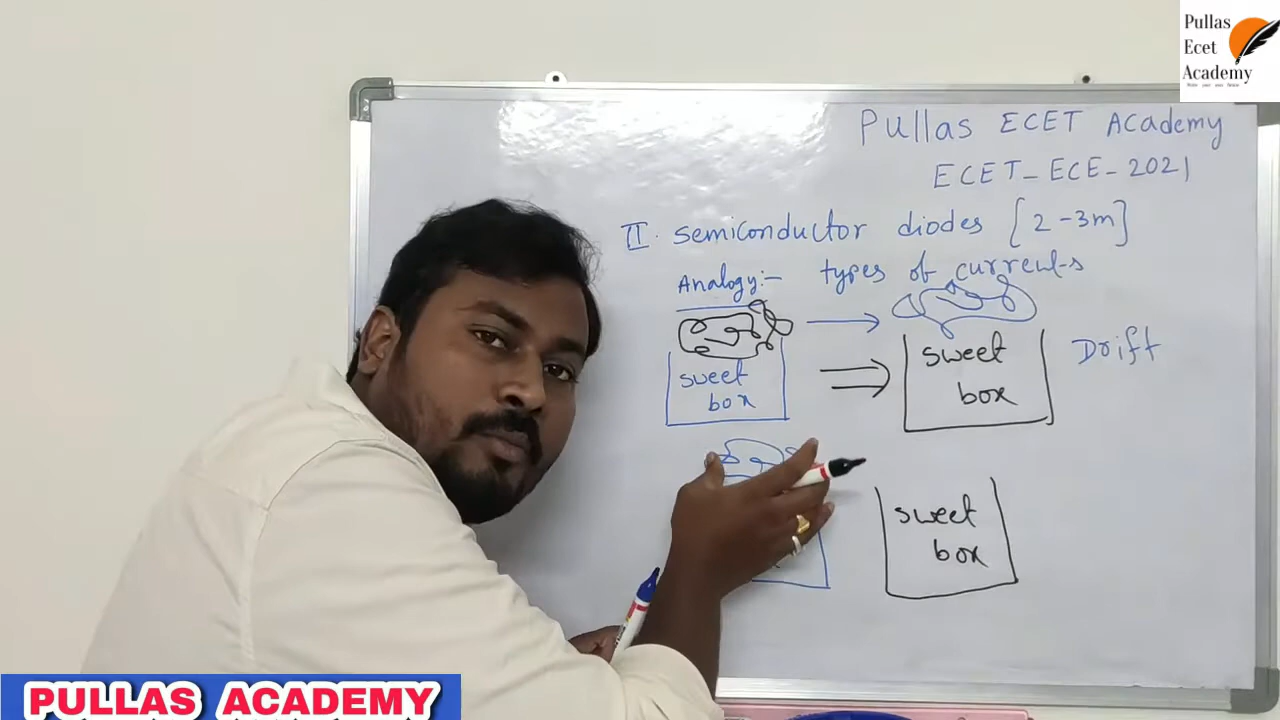 Pullas
Ecet
Academy
Pullas ECET Academy
ECET-ECE-2021
II. semiconductor diodes [2-3m]
Analogy:- types of currents
sweet
box
sweet
box
Drift
sweet
box
PULLAS ACADEMY